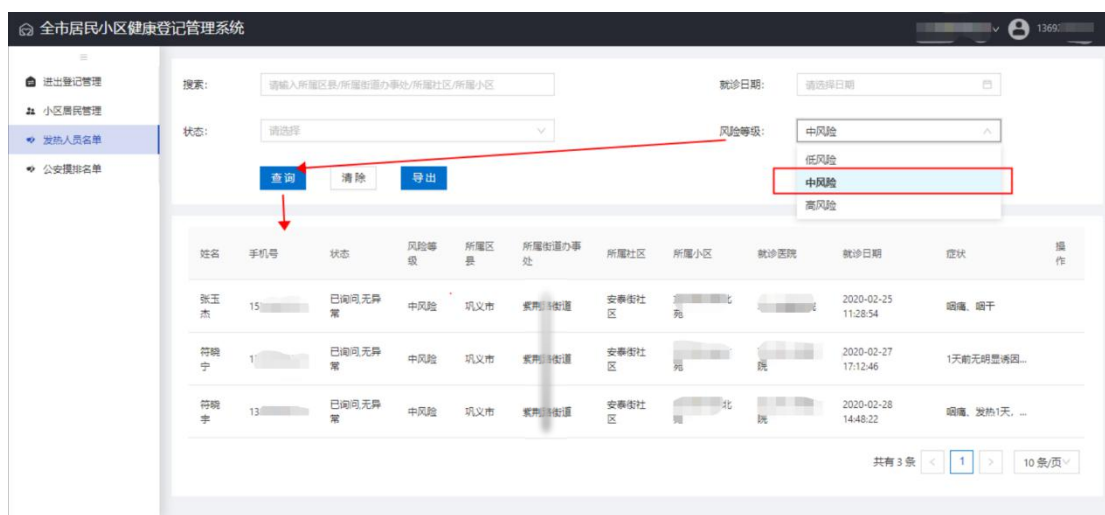 全市居民小区健康登记管理系统
1369
进出登记管理
小区居民管理
发热人员名单
公安摸排名单
搜素: 请输入所属区县/所属街道办事处/所属社区/所属小区 就诊日期: 请选择日期
状态: 请选择 风险等级: 中风险
低风险
中风险
高风险
查询 清除 导出
姓名 手机号 状态 风险等 所属区 所属街道办事 所属社区 所属小区 就诊医院 就诊日期 症状 操
级 县 处 作
张玉 15 已询问,无异 中风险 巩义市 紫荆 街道 安泰街社 北 2020-02-25 咽痛、咽干
杰 常 区 苑 11:28:54
符晓 1 已询问,无异 中风险 巩义市 紫荆 街道 安泰街社 2020-02-27 1天前无明显诱因...
宁 常 区 苑 院 17:12:46
符晓 13 已询问,无异 中风险 巩义市 紫荆 街道 安泰街社 北 2020-02-28 咽痛、发热1天, ...
宇 常 区 院 14:48:22
共有 3 条 < 1 > 10 条/页